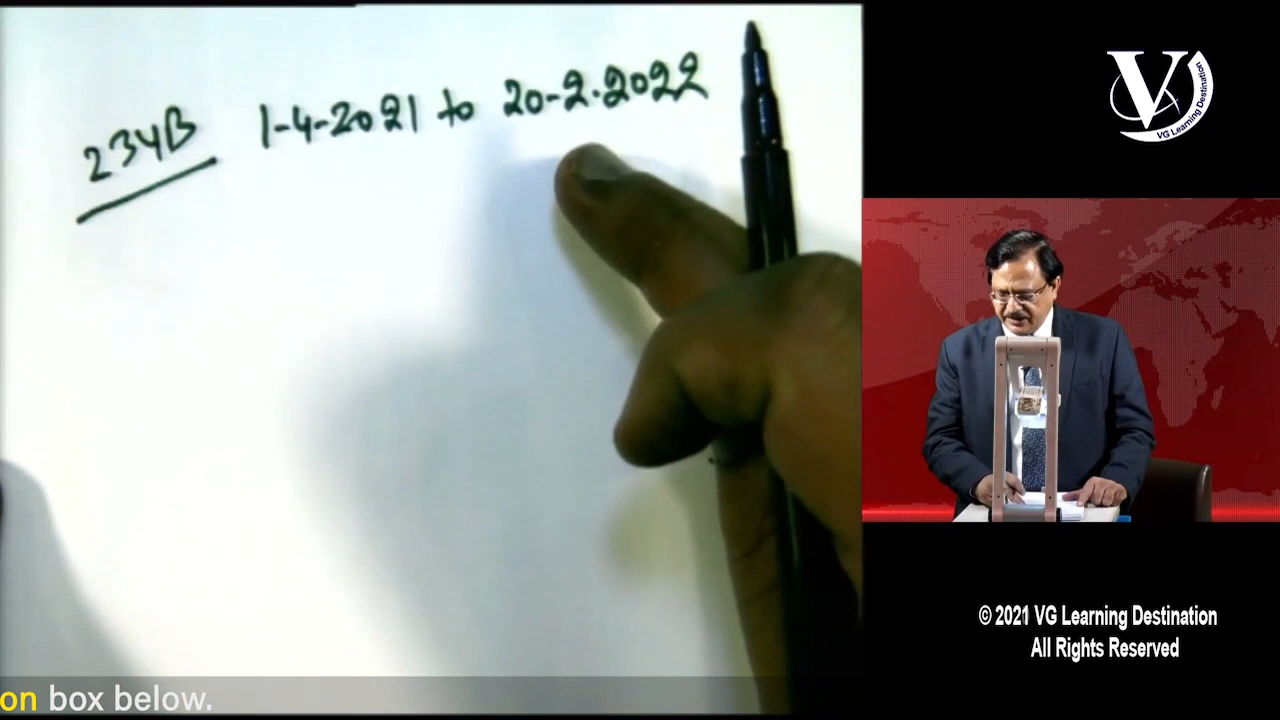 234B 1-4-2021 to 20-2.2022
V
VG Learning Destination
© 2021 VG Learning Destination
All Rights Reserved
on box below.